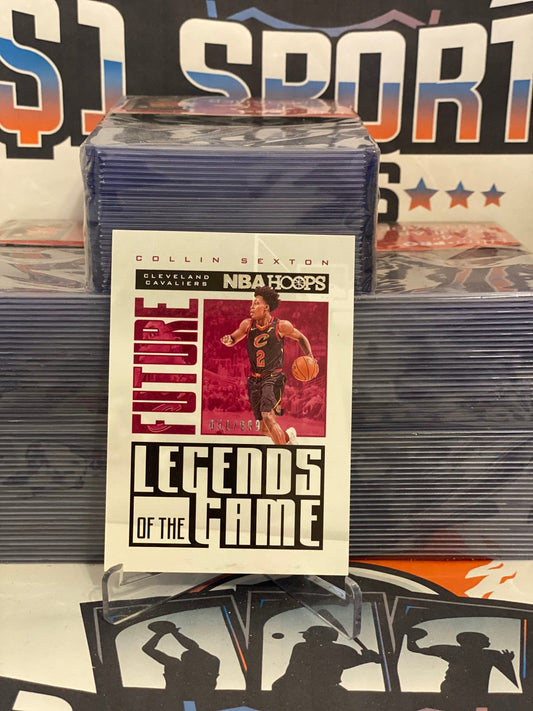 $1 SPORT
COLLIN SEXTON
CLEVELAND
CAVALIERS
NBA HOOPS
FUTURE
C
2
LEGENDS
OF THE
GAME